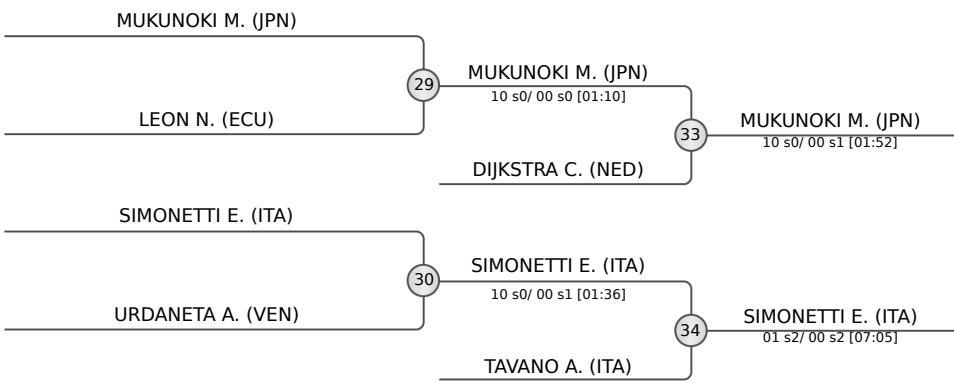 MUKUNOKI M. (JPN)
29
MUKUNOKI M. (JPN)
10 s0/ 00 s0 [01:10]
LEON N. (ECU)
33
MUKUNOKI M. (JPN)
10 s0/ 00 s1 [01:52]
DIJKSTRA C. (NED)
SIMONETTI E. (ITA)
30
SIMONETTI E. (ITA)
10 s0/ 00 s1 [01:36]
URDANETA A. (VEN)
34
SIMONETTI E. (ITA)
01 s2/ 00 s2 [07:05]
TAVANO A. (ITA)